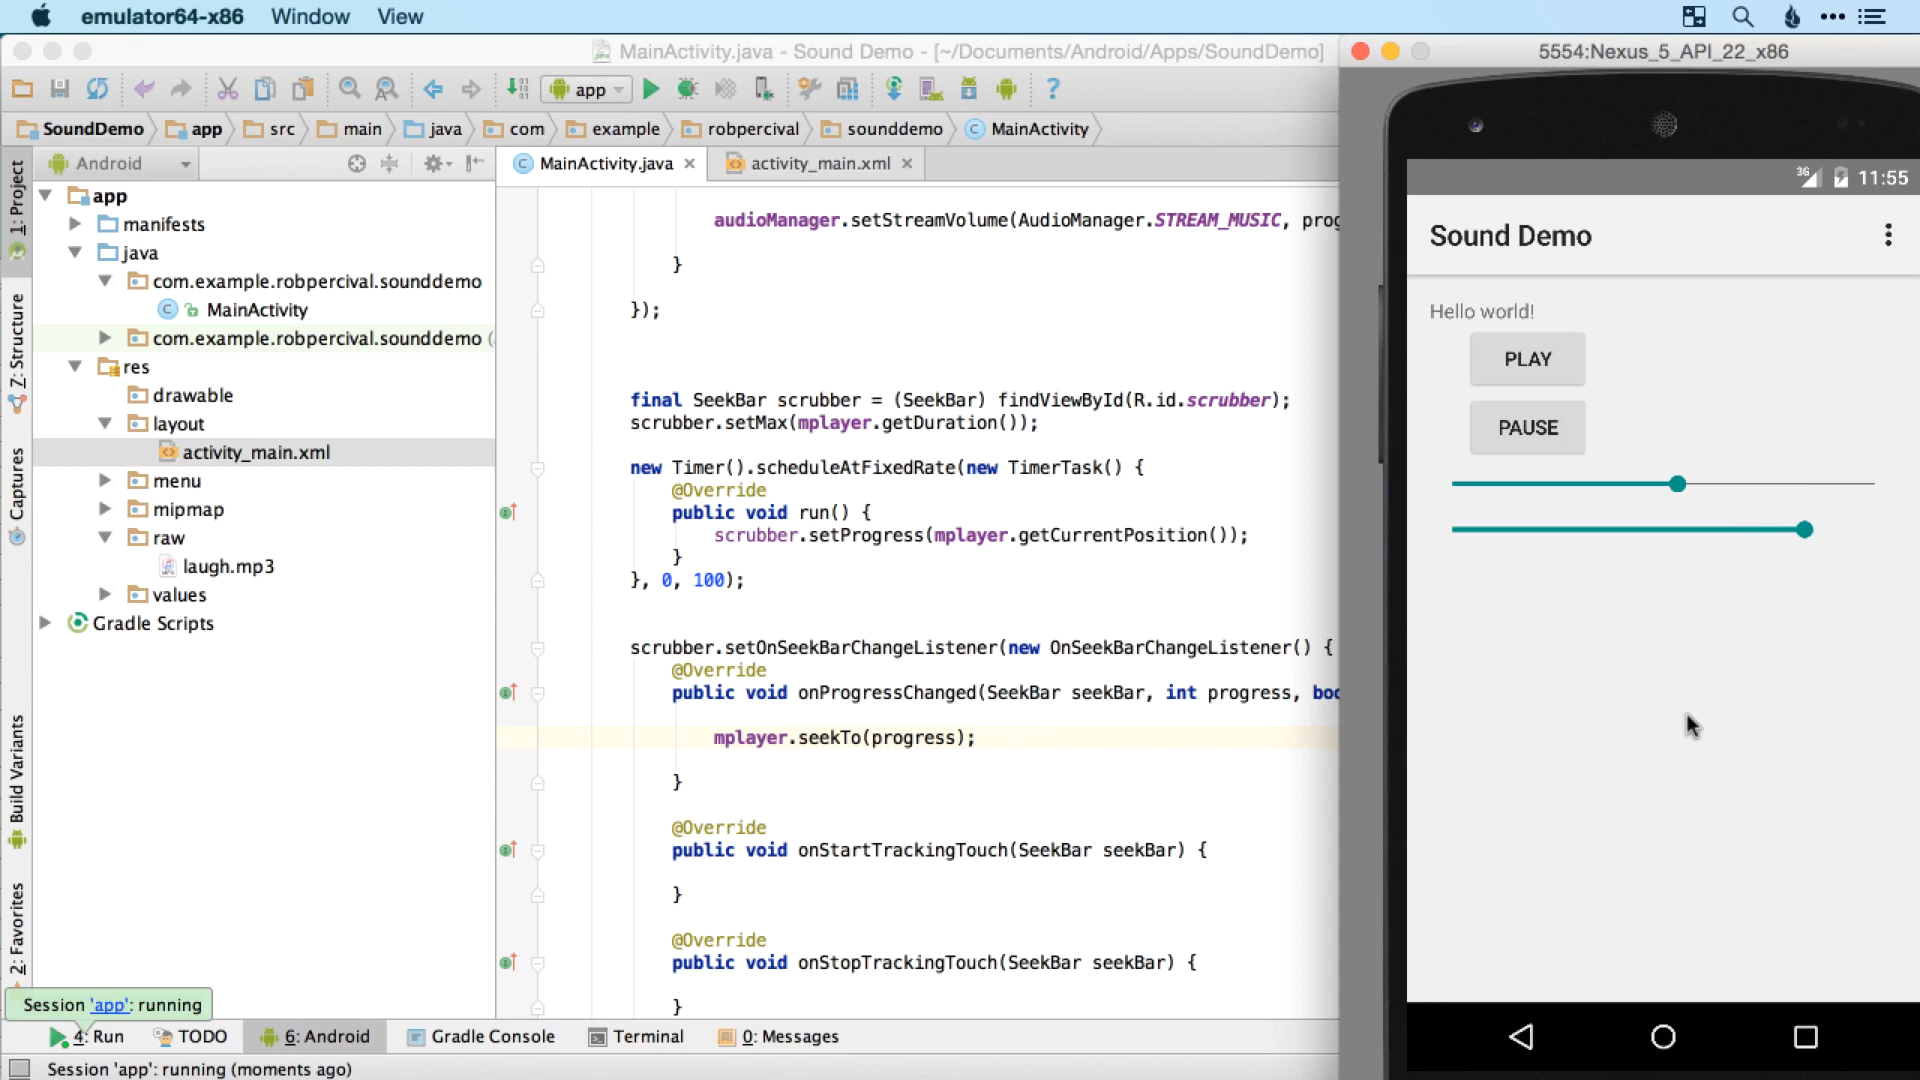 emulator64-x86 Window View
MainActivity.java - Sound Demo - [~/Documents/Android/Apps/SoundDemo]
5554:Nexus_5_API_22_x86
app
?
SoundDemo app src main java com example robpercival sounddemo MainActivity
1: Project
Android
MainActivity.java
activity_main.xml
app
manifests
java
com.example.robpercival.sounddemo
MainActivity
com.example.robpercival.sounddemo (
res
drawable
layout
activity_main.xml
menu
mipmap
raw
laugh.mp3
values
Gradle Scripts
Z: Structure
Captures
Build Variants
2: Favorites
audioManager.setStreamVolume(AudioManager.STREAM_MUSIC, prog
}
});
final SeekBar scrubber = (SeekBar) findViewById(R.id.scrubber);
scrubber.setMax(mplayer.getDuration());
new Timer().scheduleAtFixedRate(new TimerTask() {
@Override
public void run() {
scrubber.setProgress(mplayer.getCurrentPosition());
}
}, 0, 100);
scrubber.setOnSeekBarChangeListener(new OnSeekBarChangeListener() {
@Override
public void onProgressChanged(SeekBar seekBar, int progress, boo
mplayer.seekTo(progress);
}
@Override
public void onStartTrackingTouch(SeekBar seekBar) {
}
@Override
public void onStopTrackingTouch(SeekBar seekBar) {
}
3G 11:55
Sound Demo
Hello world!
PLAY
PAUSE
Session 'app': running
4: Run TODO 6: Android Gradle Console Terminal 0: Messages
Session 'app': running (moments ago)